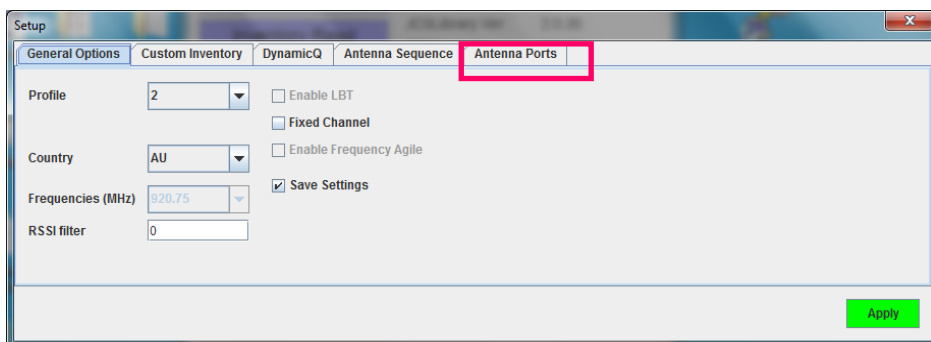 Setup
General Options Custom Inventory DynamicQ Antenna Sequence Antenna Ports
Profile 2 Enable LBT
Fixed Channel
Country AU Enable Frequency Agile
Save Settings
Frequencies (MHz) 920.75
RSSI filter 0
Apply